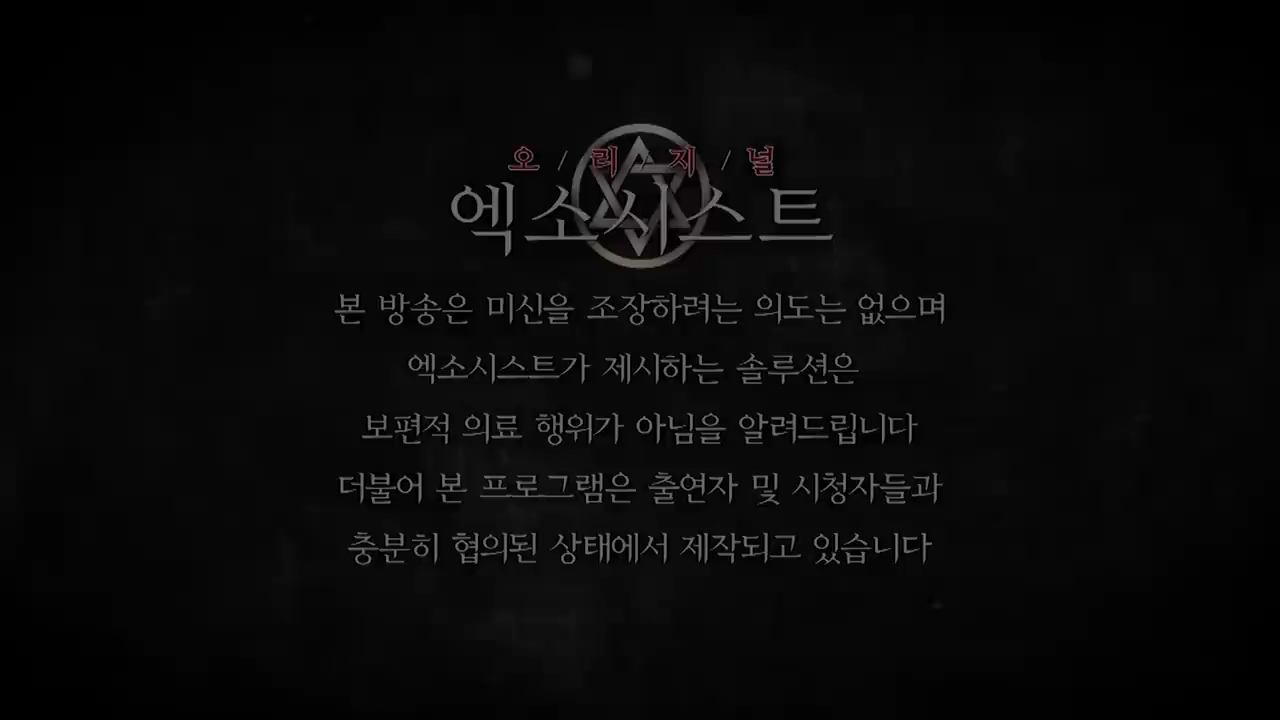 오/리/지/널
엑소시스트
본 방송은 미신을 조장하려는 의도는 없으며
엑소시스트가 제시하는 솔루션은
보편적 의료 행위가 아님을 알려드립니다
더불어 본 프로그램은 출연자 및 시청자들과
충분히 협의된 상태에서 제작되고 있습니다